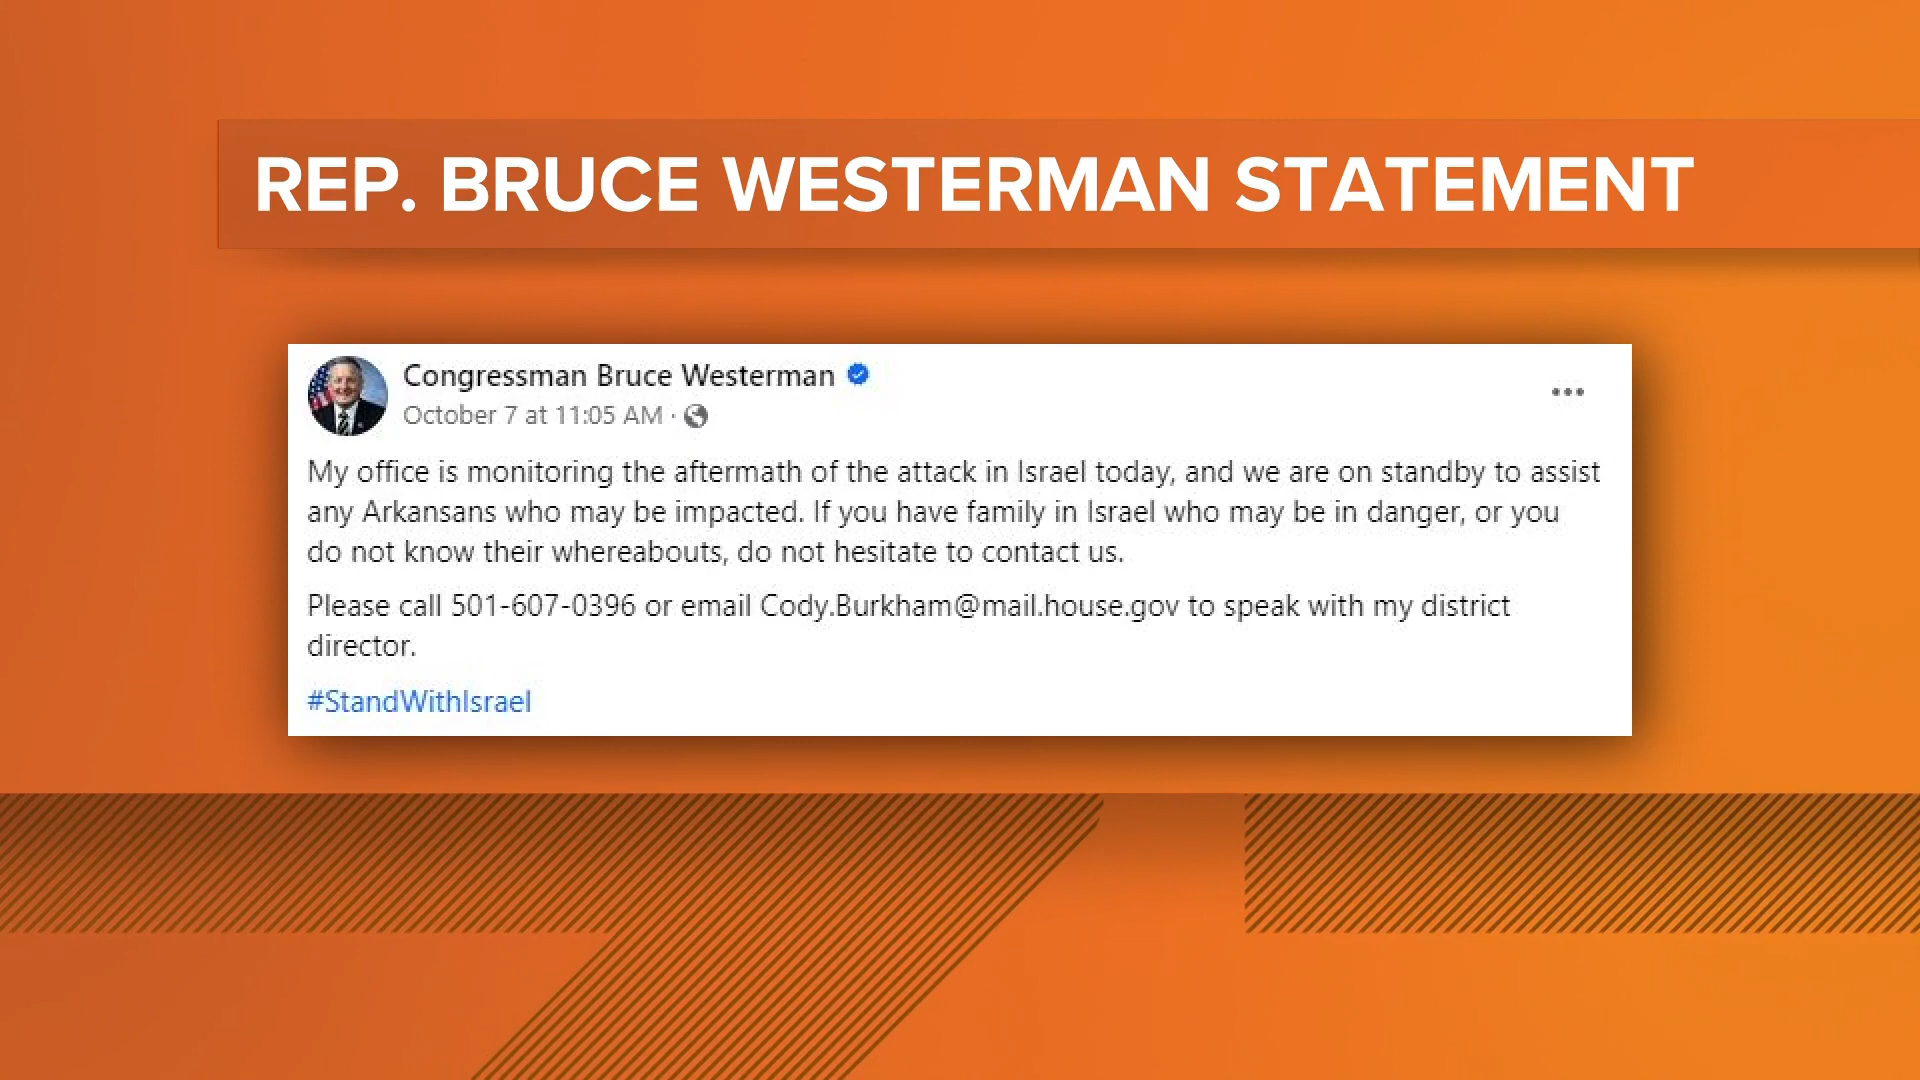 REP. BRUCE WESTERMAN STATEMENT
Congressman Bruce Westerman
October 7 at 11:05 AM ·
My office is monitoring the aftermath of the attack in Israel today, and we are on standby to assist
any Arkansans who may be impacted. If you have family in Israel who may be in danger, or you
do not know their whereabouts, do not hesitate to contact us.
Please call 501-607-0396 or email Cody.Burkham@mail.house.gov to speak with my district
director.
#StandWithIsrael